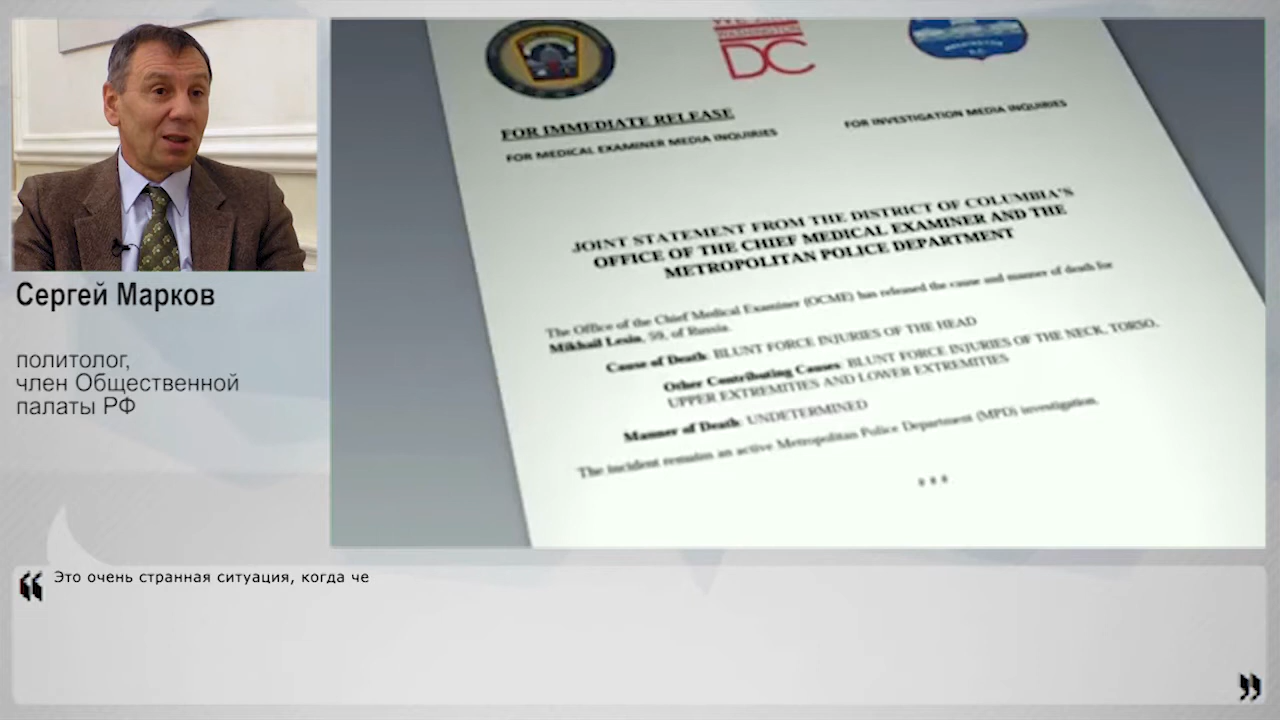 Сергей Марков
политолог,
член Общественной
палаты РФ
WASHINGTON
DC
FOR IMMEDIATE RELEASE
FOR MEDICAL EXAMINER MEDIA INQUIRIES
FOR INVESTIGATION MEDIA INQUIRIES
JOINT STATEMENT FROM THE DISTRICT OF COLUMBIA'S
OFFICE OF THE CHIEF MEDICAL EXAMINER AND THE
METROPOLITAN POLICE DEPARTMENT
The Office of the Chief Medical Examiner (OCME) has released the cause and manner of death for
Mikhail Lesin, 59, of Russia.
Cause of Death: BLUNT FORCE INJURIES OF THE HEAD
Other Contributing Causes: BLUNT FORCE INJURIES OF THE NECK, TORSO,
UPPER EXTREMITIES AND LOWER EXTREMITIES
Manner of Death: UNDETERMINED
The incident remains an active Metropolitan Police Department (MPD) investigation.
# # #
Это очень странная ситуация, когда че